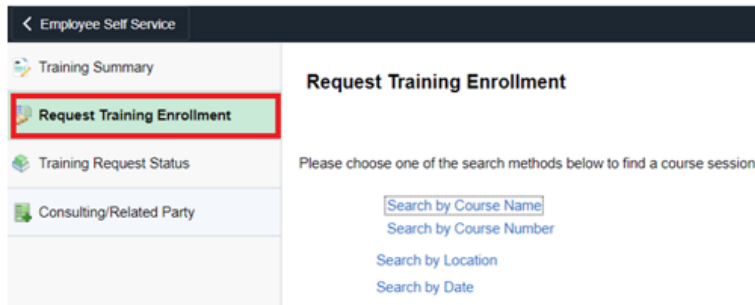 Employee Self Service
Training Summary
Request Training Enrollment
Training Request Status
Consulting/Related Party
Request Training Enrollment
Please choose one of the search methods below to find a course session
Search by Course Name
Search by Course Number
Search by Location
Search by Date